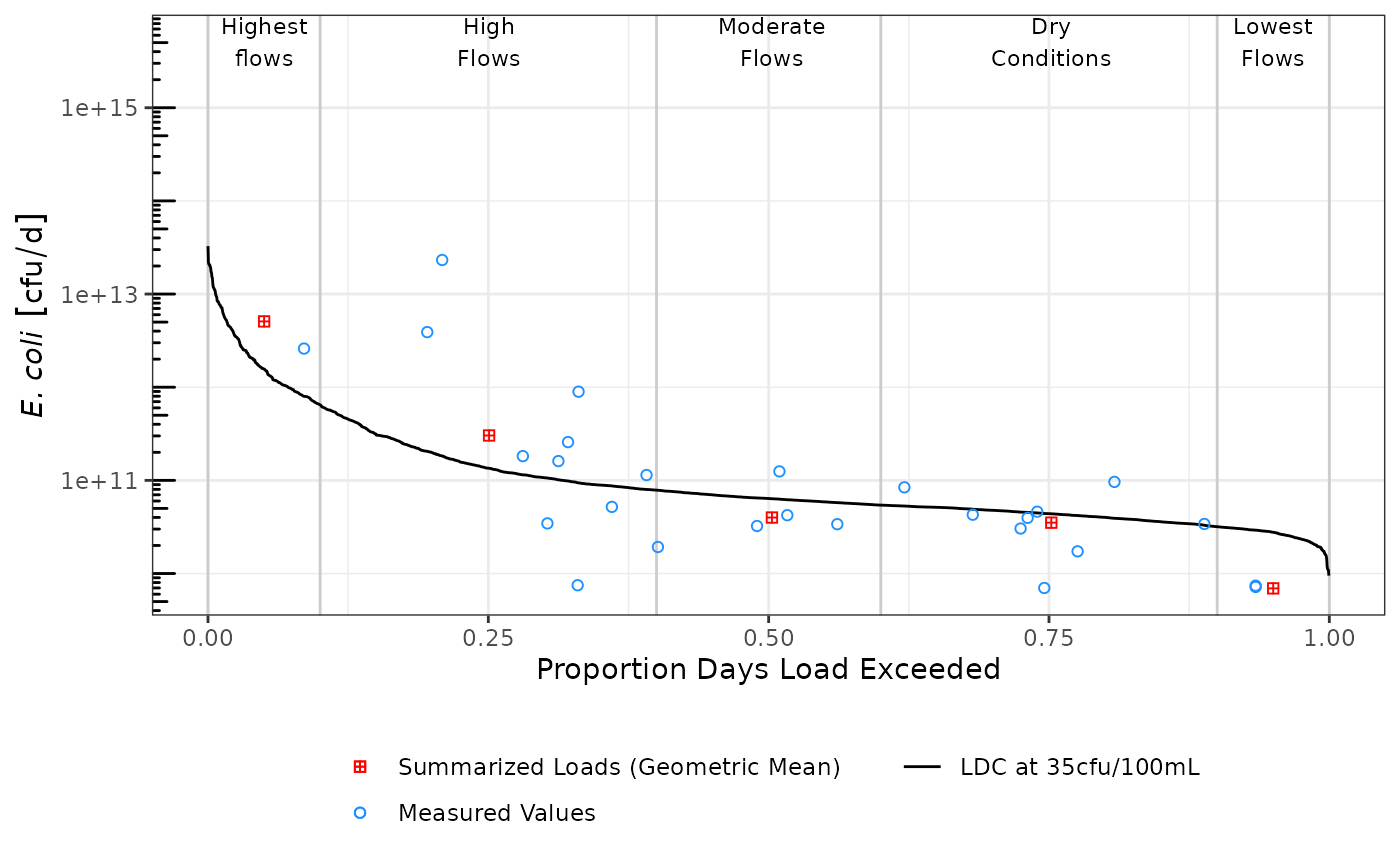 Highest
flows
High
Flows
Moderate
Flows
Dry
Conditions
Lowest
Flows
1e+15
1e+13
1e+11
E. coli [cfu/d]
0.00
0.25
0.50
0.75
1.00
Proportion Days Load Exceeded
Summarized Loads (Geometric Mean)
LDC at 35cfu/100mL
Measured Values